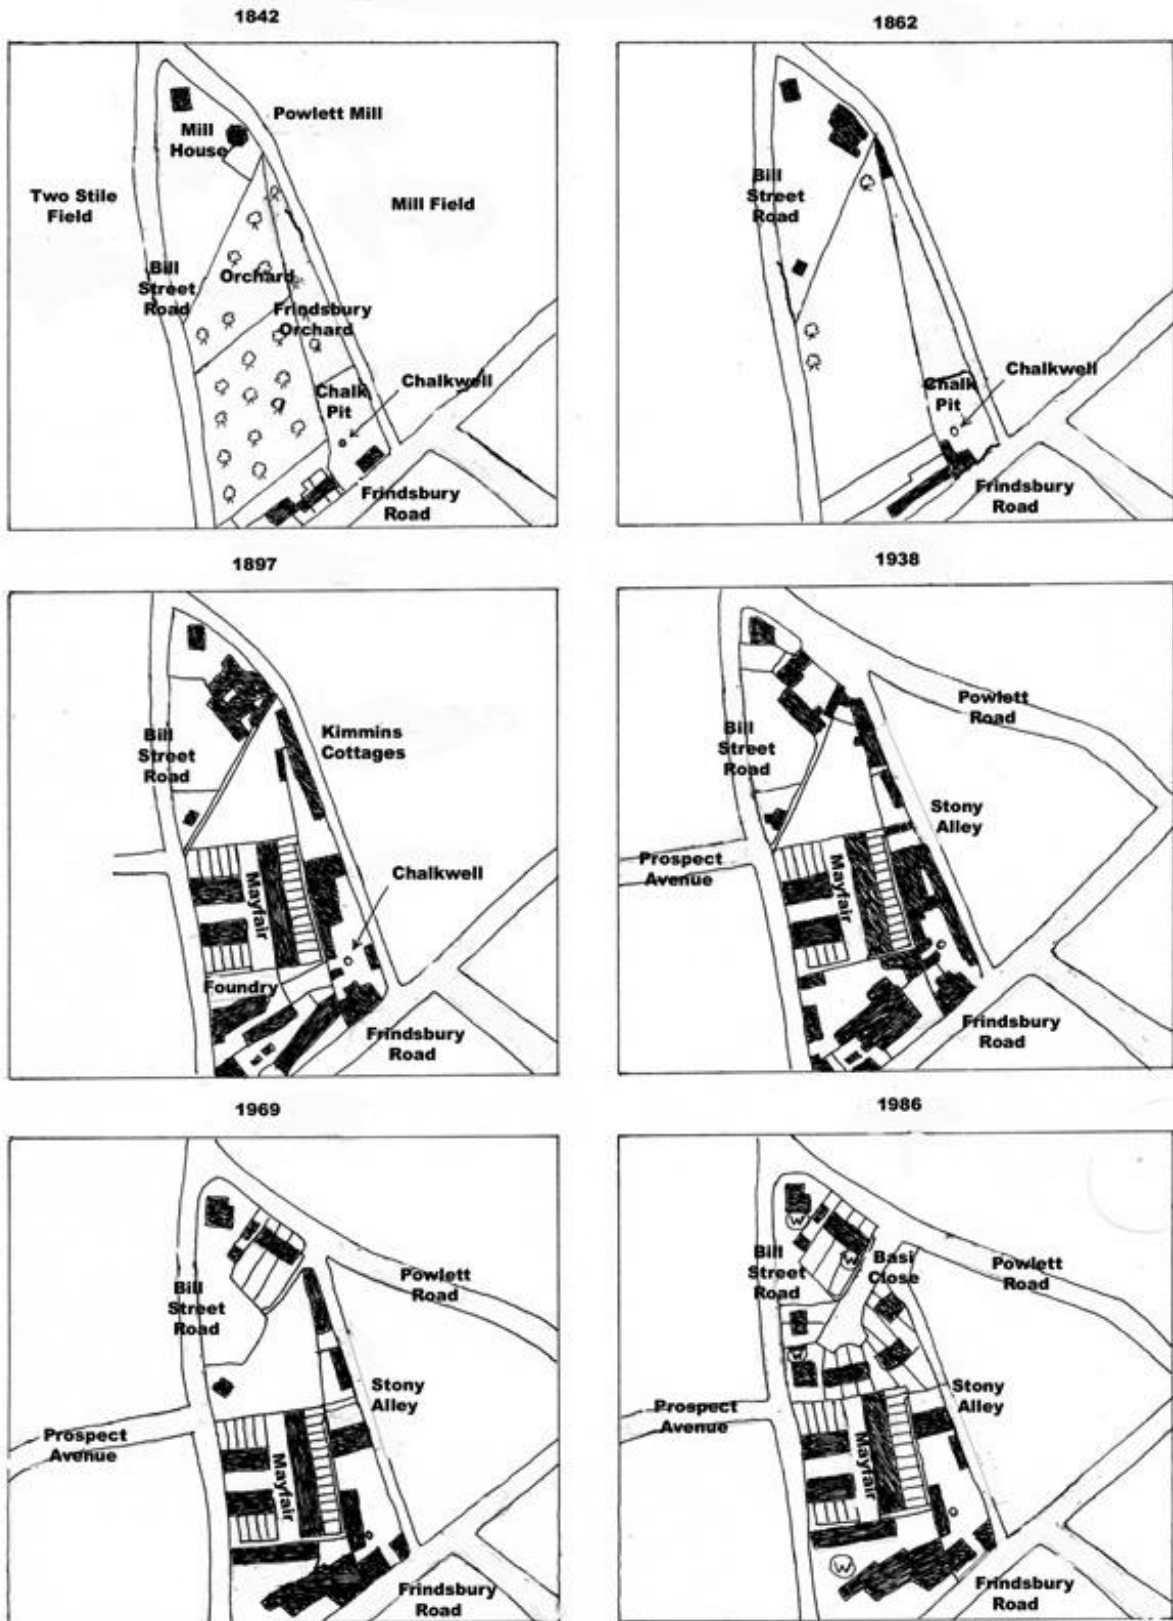 1842
Powlett Mill
Mill
House
Two Stile
Field
Mill Field
Bill
Street
Road
Orchard
Frindsbury
Orchard
Chalkwell
Chalk
Pit
Frindsbury
Road
1862
Bill
Street
Road
Chalkwell
Chalk
Pit
Frindsbury
Road
1897
Kimmins
Cottages
Bill
Street
Road
Chalkwell
Mayfair
Foundry
Frindsbury
Road
1938
Powlett
Road
Bill
Street
Road
Stony
Alley
Prospect
Avenue
Mayfair
Frindsbury
Road
1969
Powlett
Road
Bill
Street
Road
Stony
Alley
Prospect
Avenue
Mayfair
Frindsbury
Road
1986
W
Bill
Street
Road
W
Basi
Close
Powlett
Road
W
Stony
Alley
Prospect
Avenue
Mayfair
W
Frindsbury
Road